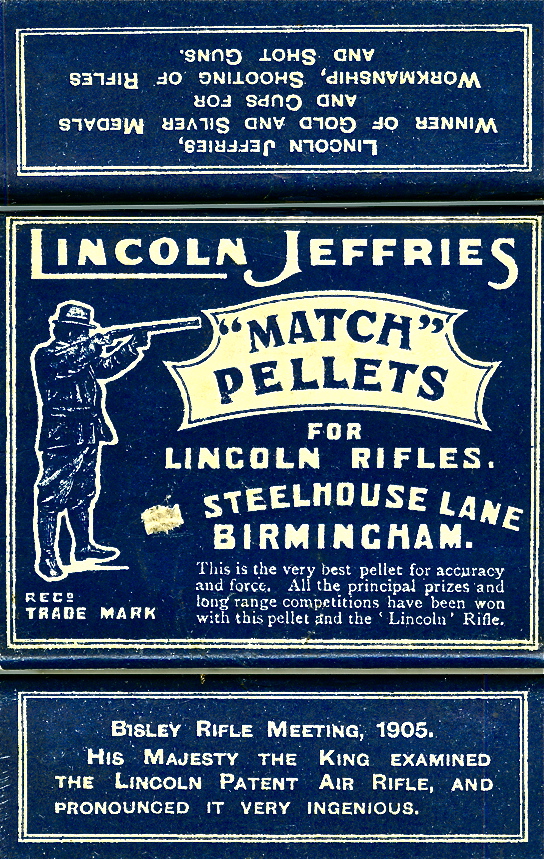 LINCOLN JEFFRIES,
WINNER OF GOLD AND SILVER MEDALS
AND CUPS FOR
WORKMANSHIP, SHOOTING OF RIFLES
AND SHOT GUNS.
LINCOLN JEFFRIES
"MATCH"
PELLETS
FOR
LINCOLN RIFLES.
STEELHOUSE LANE
BIRMINGHAM.
This is the very best pellet for accuracy
and force. All the principal prizes and
long range competitions have been won
with this pellet and the 'Lincoln' Rifle.
REGD
TRADE MARK
BISLEY RIFLE MEETING, 1905.
HIS MAJESTY THE KING EXAMINED
THE LINCOLN PATENT AIR RIFLE, AND
PRONOUNCED IT VERY INGENIOUS.